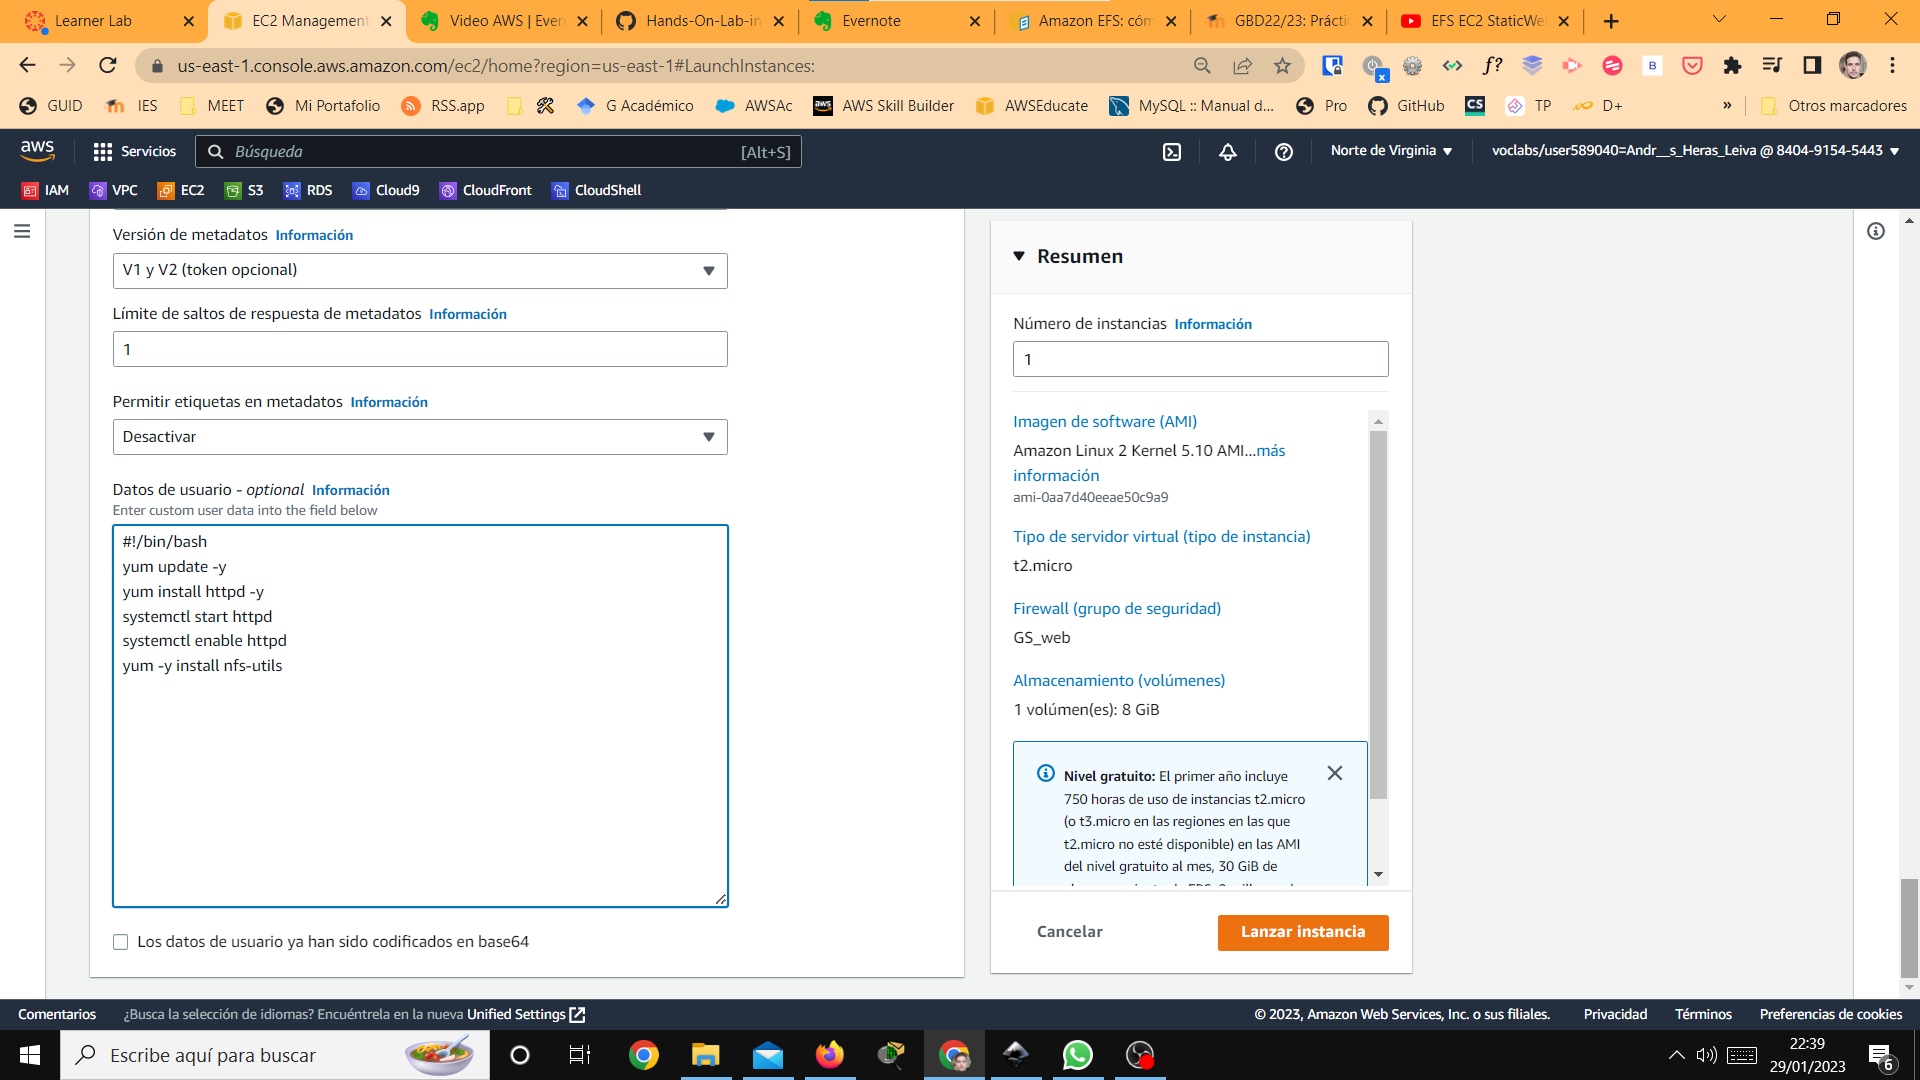 Learner Lab
EC2 Management
Video AWS | Ever
Hands-On-Lab-in
Evernote
Amazon EFS: cóm
GBD22/23: Práctic
EFS EC2 StaticWe
us-east-1.console.aws.amazon.com/ec2/home?region=us-east-1#LaunchInstances:
GUID
IES
MEET
Mi Portafolio
RSS.app
G Académico
AWSAc
AWS Skill Builder
AWSEducate
MySQL :: Manual d...
Pro
GitHub
TP
D+
»
Otros marcadores
aws
Servicios
Búsqueda
[Alt+S]
Norte de Virginia
voclabs/user589040=Andr__s_Heras_Leiva @ 8404-9154-5443
IAM
VPC
EC2
S3
RDS
Cloud9
CloudFront
CloudShell
Versión de metadatos Información
V1 y V2 (token opcional)
Límite de saltos de respuesta de metadatos Información
1
Permitir etiquetas en metadatos Información
Desactivar
Datos de usuario - optional Información
Enter custom user data into the field below
#!/bin/bash
yum update -y
yum install httpd -y
systemctl start httpd
systemctl enable httpd
yum -y install nfs-utils
Los datos de usuario ya han sido codificados en base64
Resumen
Número de instancias Información
1
Imagen de software (AMI)
Amazon Linux 2 Kernel 5.10 AMI...más
información
ami-0aa7d40eeae50c9a9
Tipo de servidor virtual (tipo de instancia)
t2.micro
Firewall (grupo de seguridad)
GS_web
Almacenamiento (volúmenes)
1 volúmen(es): 8 GiB
Nivel gratuito: El primer año incluye
750 horas de uso de instancias t2.micro
(o t3.micro en las regiones en las que
t2.micro no esté disponible) en las AMI
del nivel gratuito al mes, 30 GiB de
Cancelar
Lanzar instancia
Comentarios
¿Busca la selección de idiomas? Encuéntrela en la nueva Unified Settings
© 2023, Amazon Web Services, Inc. o sus filiales.
Privacidad
Términos
Preferencias de cookies
Escribe aquí para buscar
22:39
29/01/2023
6